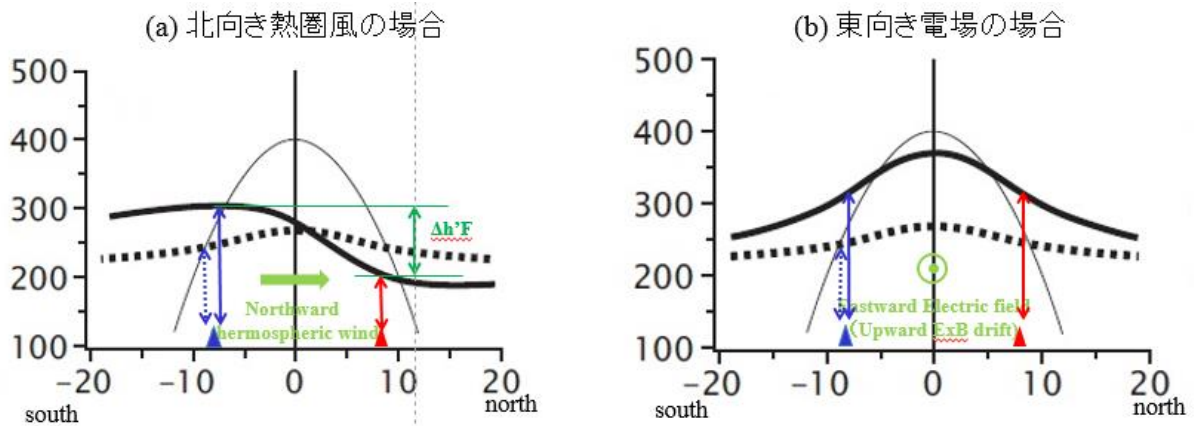 (a) 北向き熱圏風の場合
500
400
300
200
100
-20
-10
0
10
20
south
north
Δh’F
Northward
thermospheric wind
(b) 東向き電場の場合
500
400
300
200
100
-20
-10
0
10
20
south
north
Eastward Electric field
(Upward ExB drift)